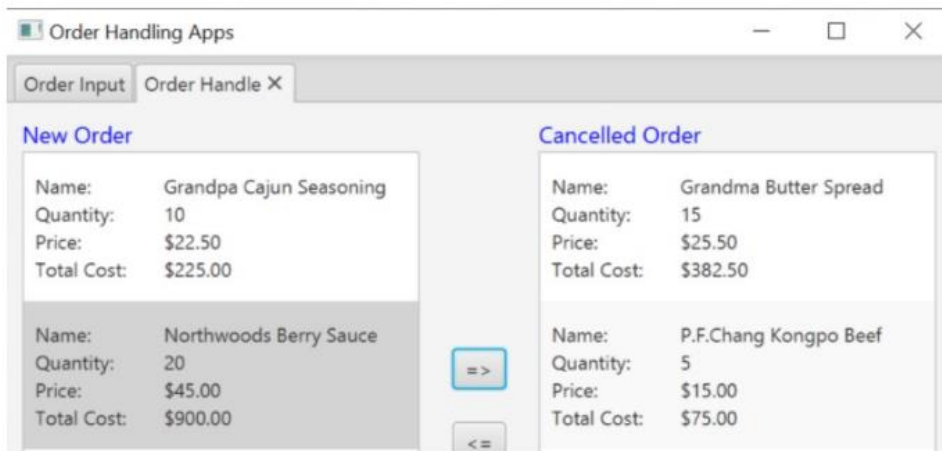 Order Handling Apps
Order Input
Order Handle ×
New Order
Name: Grandpa Cajun Seasoning
Quantity: 10
Price: $22.50
Total Cost: $225.00
Name: Northwoods Berry Sauce
Quantity: 20
Price: $45.00
Total Cost: $900.00
=>
<=
Cancelled Order
Name: Grandma Butter Spread
Quantity: 15
Price: $25.50
Total Cost: $382.50
Name: P.F.Chang Kongpo Beef
Quantity: 5
Price: $15.00
Total Cost: $75.00